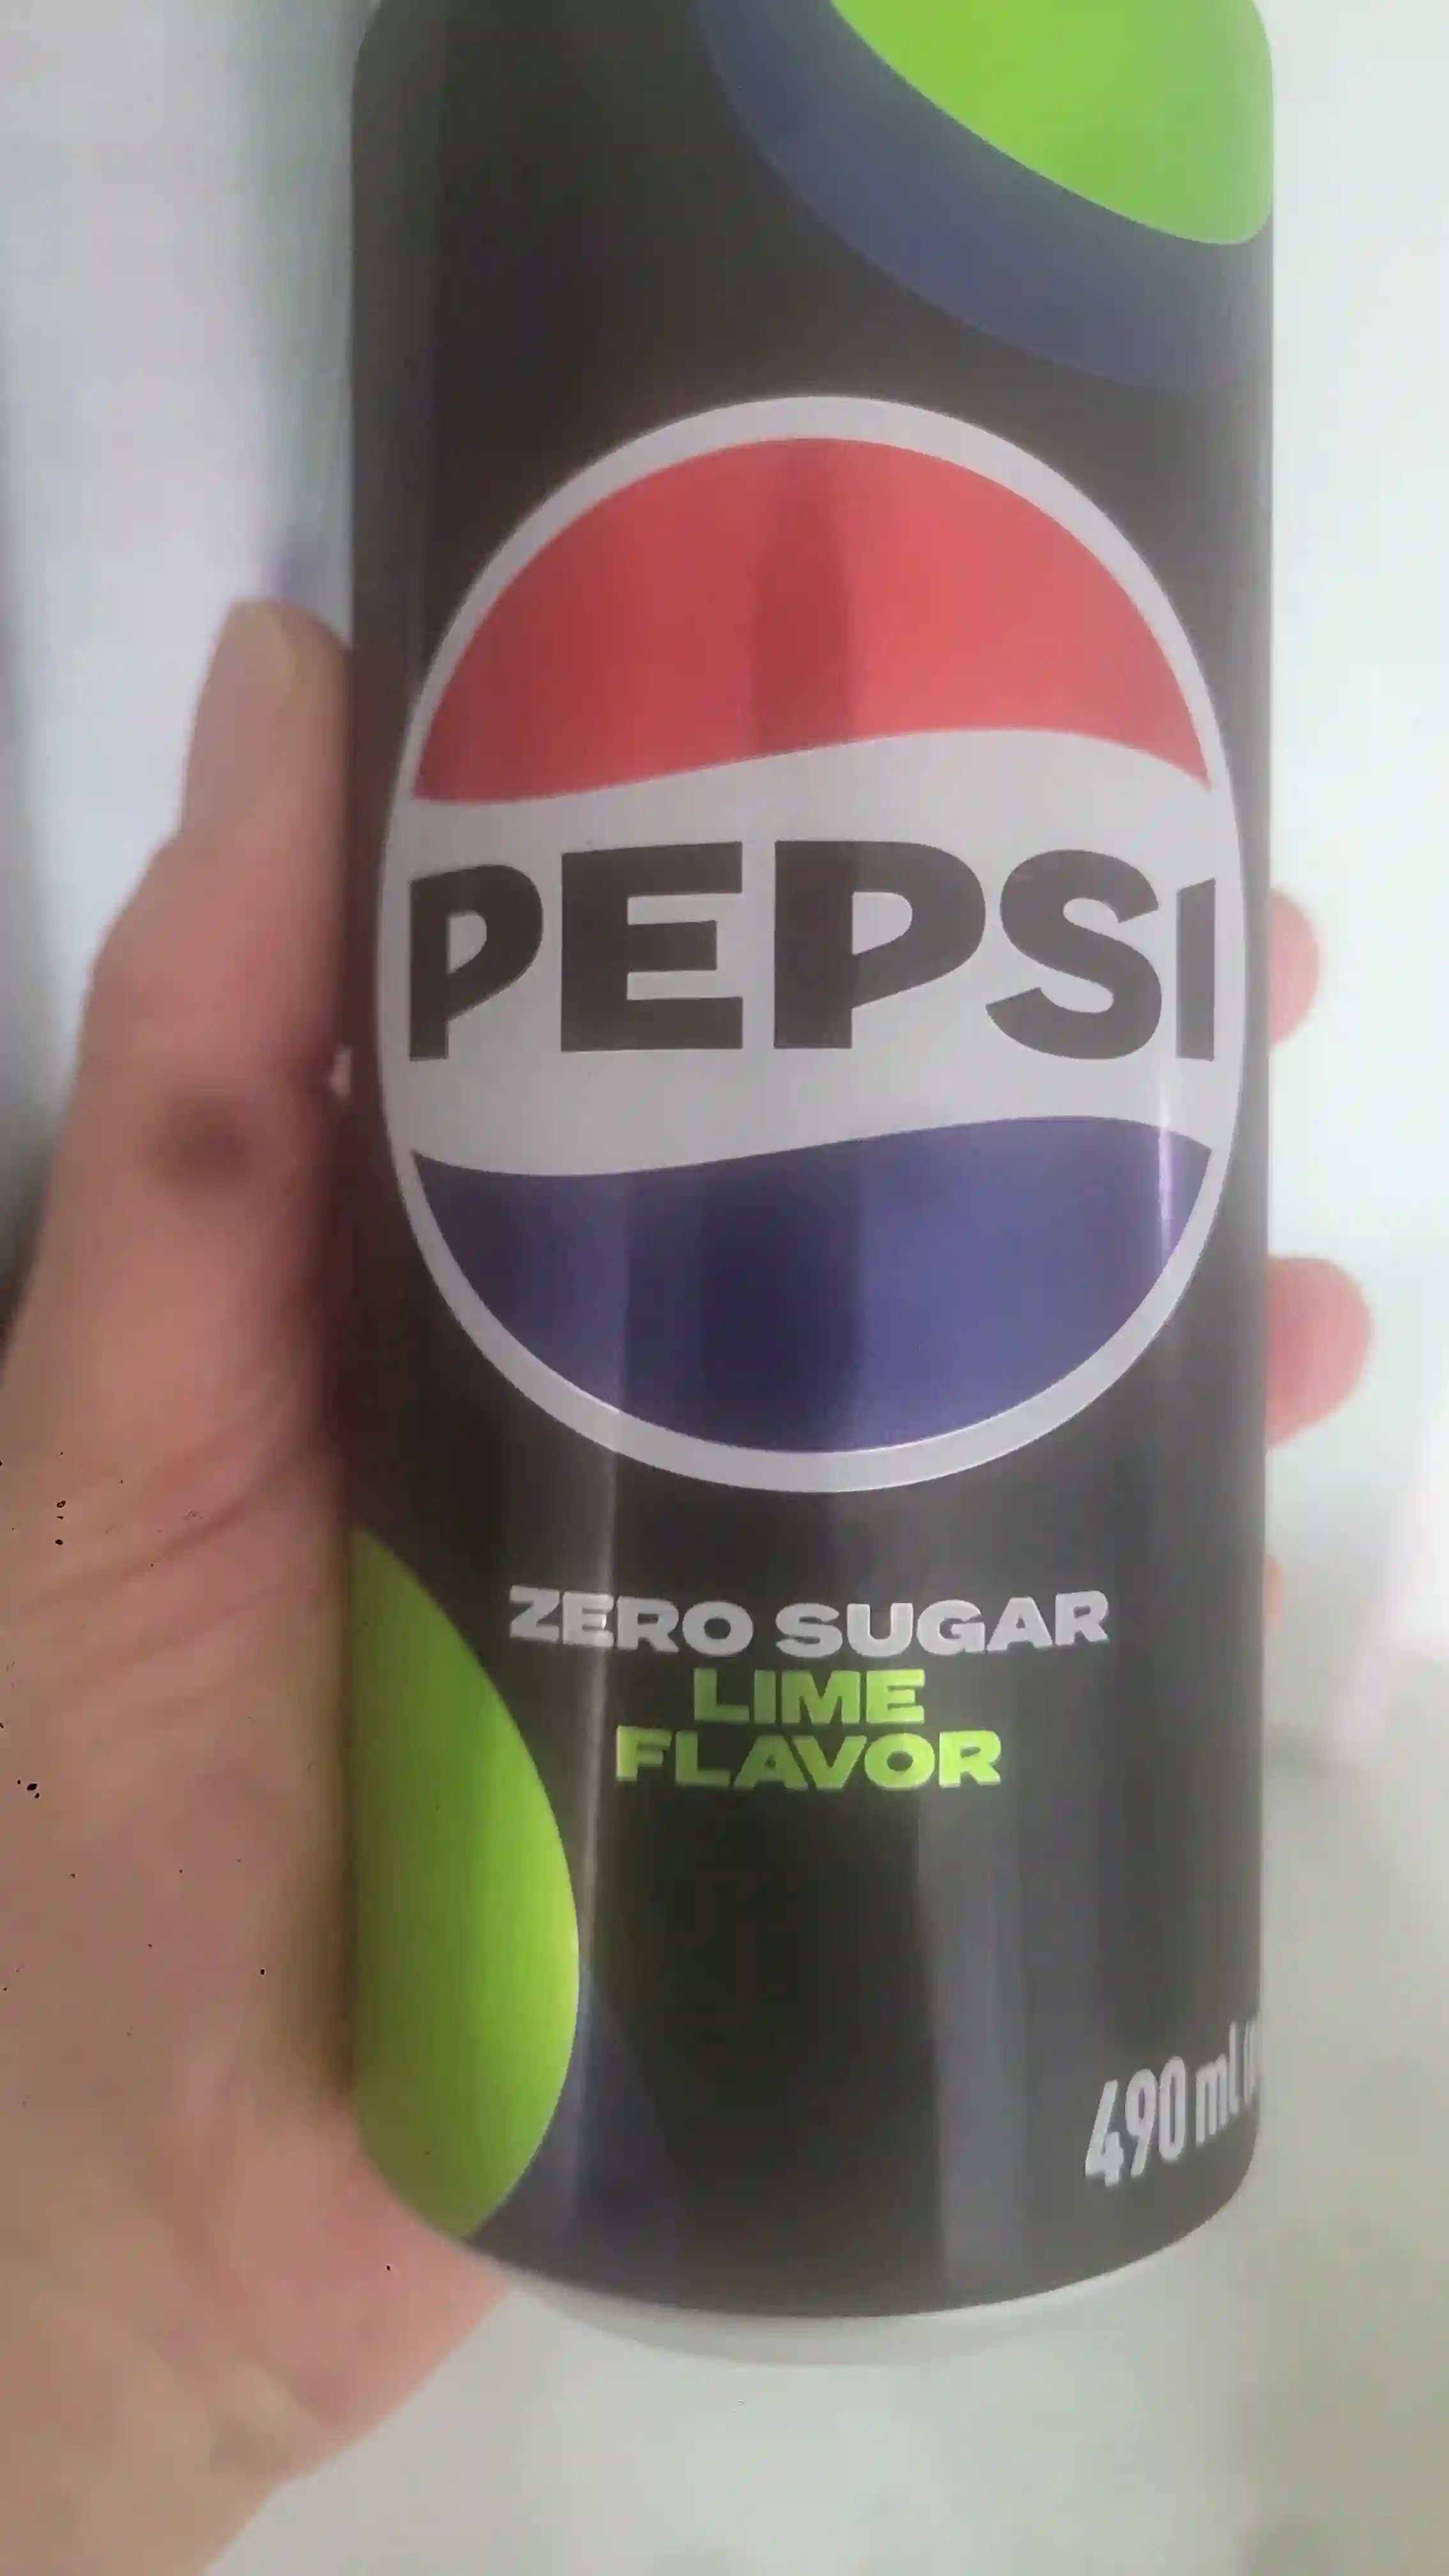 PEPSI
ZERO SUGAR
LIME
FLAVOR
490 ml